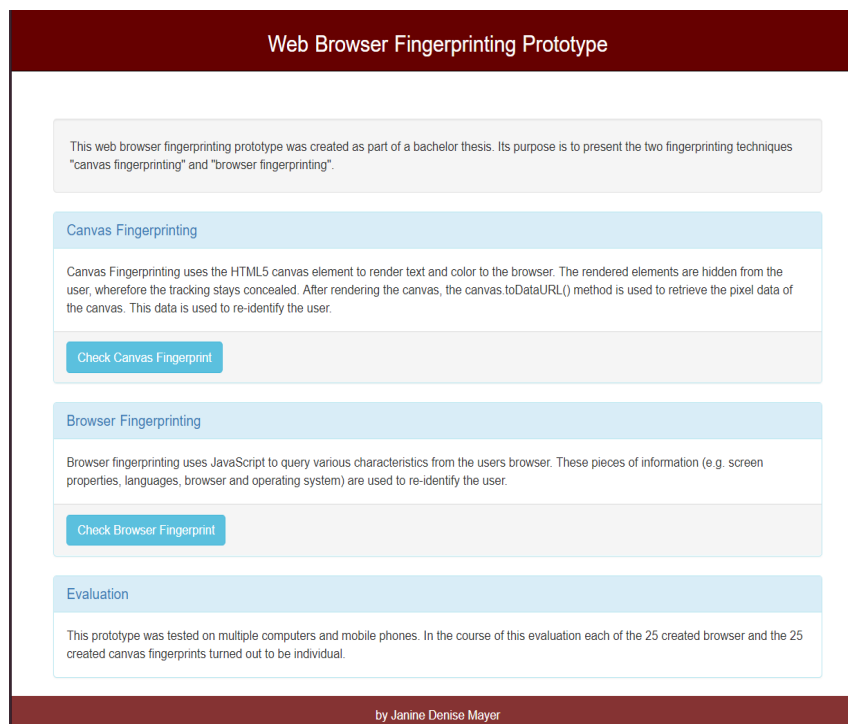 Web Browser Fingerprinting Prototype
This web browser fingerprinting prototype was created as part of a bachelor thesis. Its purpose is to present the two fingerprinting techniques
"canvas fingerprinting" and "browser fingerprinting".
Canvas Fingerprinting
Canvas Fingerprinting uses the HTML5 canvas element to render text and color to the browser. The rendered elements are hidden from the
user, wherefore the tracking stays concealed. After rendering the canvas, the canvas.toDataURL() method is used to retrieve the pixel data of
the canvas. This data is used to re-identify the user.
Check Canvas Fingerprint
Browser Fingerprinting
Browser fingerprinting uses JavaScript to query various characteristics from the users browser. These pieces of information (e.g. screen
properties, languages, browser and operating system) are used to re-identify the user.
Check Browser Fingerprint
Evaluation
This prototype was tested on multiple computers and mobile phones. In the course of this evaluation each of the 25 created browser and the 25
created canvas fingerprints turned out to be individual.
by Janine Denise Mayer